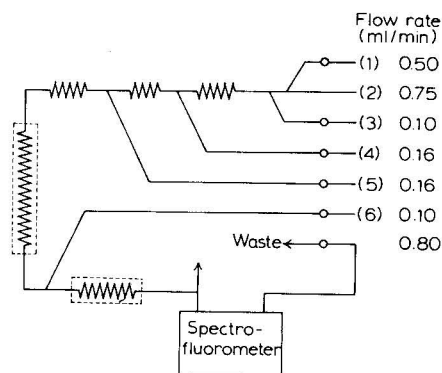 Flow rate
(ml/min)
(1) 0.50
(2) 0.75
(3) 0.10
(4) 0.16
(5) 0.16
(6) 0.10
Waste 0.80
Spectro-
fluorometer